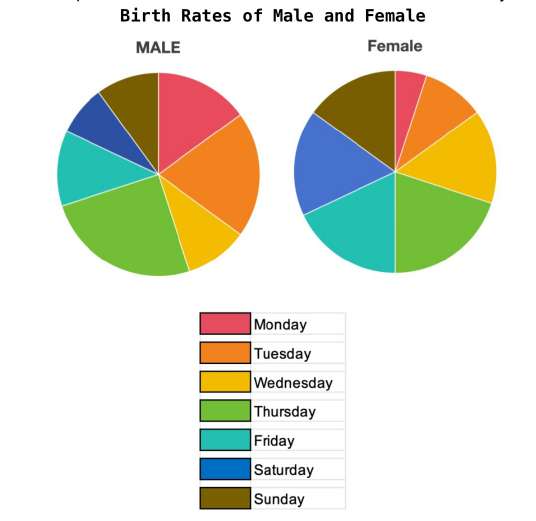 Birth Rates of Male and Female
MALE
Female
Monday
Tuesday
Wednesday
Thursday
Friday
Saturday
Sunday